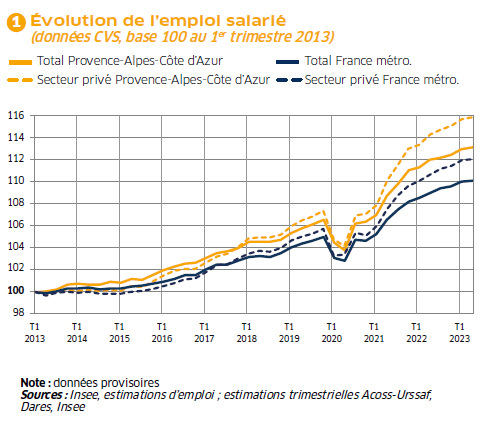 1 Évolution de l'emploi salarié
(données CVS, base 100 au 1er trimestre 2013)
Total Provence-Alpes-Côte d'Azur Total France métro.
Secteur privé Provence-Alpes-Côte d'Azur Secteur privé France métro.
116
114
112
110
108
106
104
102
100
98
T1 T1 T1 T1 T1 T1 T1 T1 T1 T1 T1
2013 2014 2015 2016 2017 2018 2019 2020 2021 2022 2023
Note : données provisoires
Sources : Insee, estimations d'emploi ; estimations trimestrielles Acoss-Urssaf,
Dares, Insee